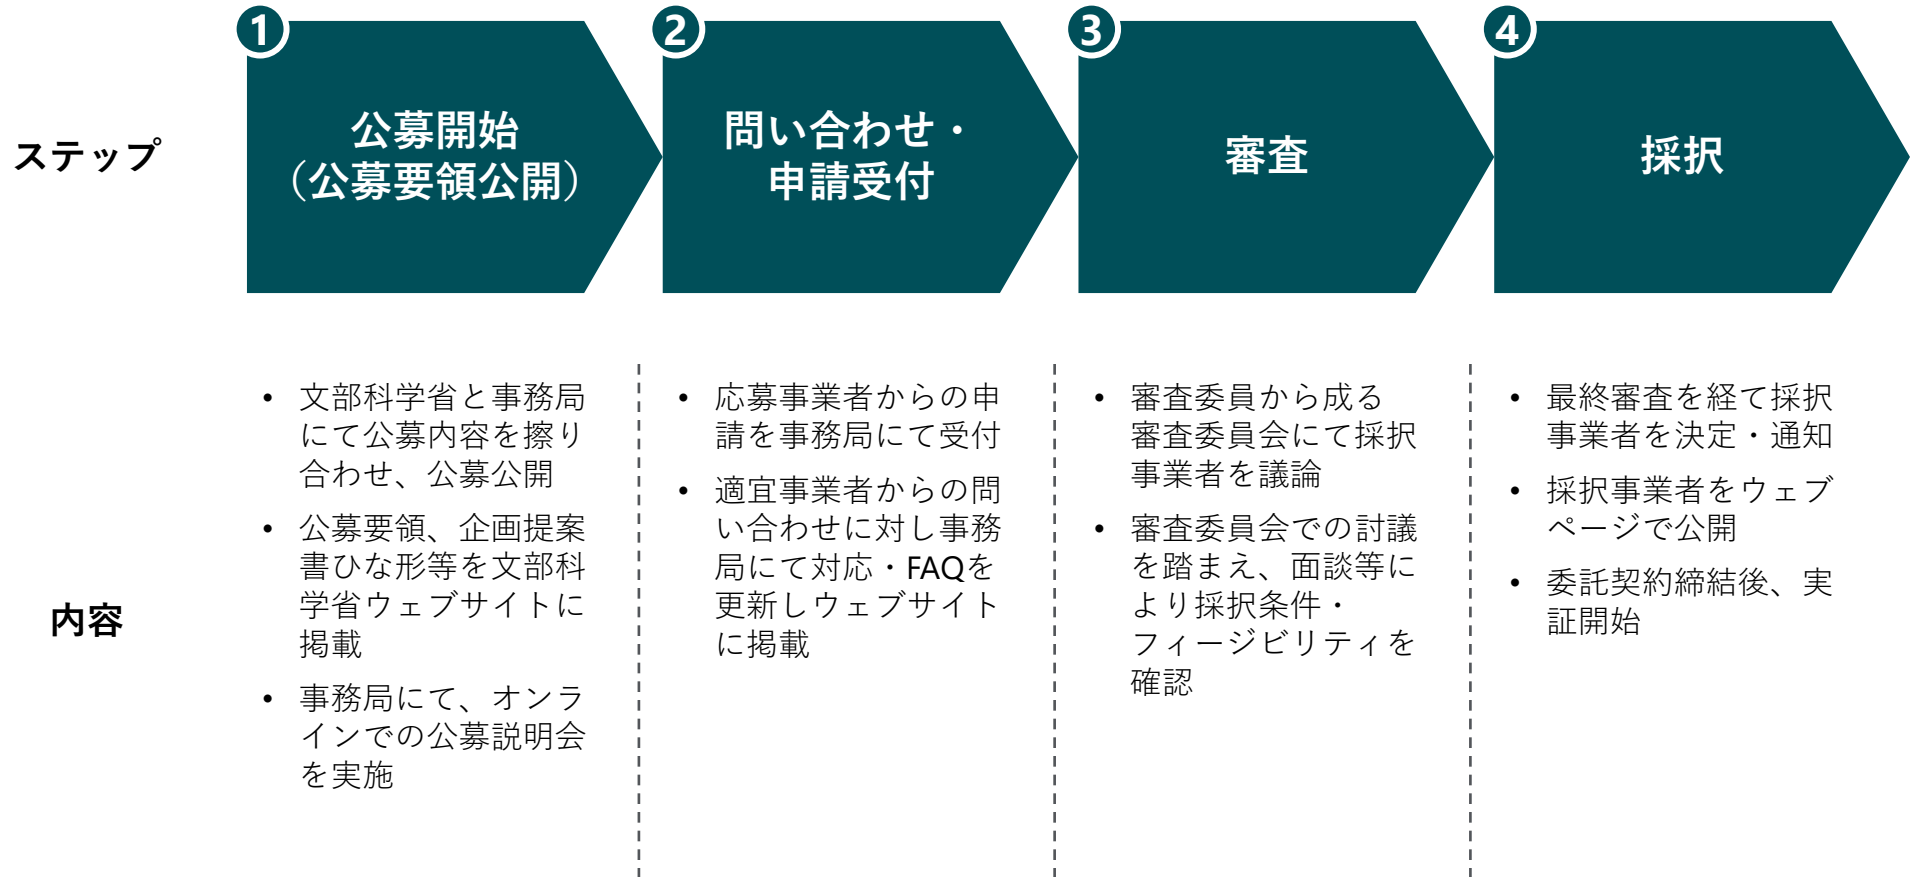 ステップ
1
公募開始
（公募要領公開）
2
問い合わせ・
申請受付
3
審査
4
採択
内容
• 文部科学省と事務局
にて公募内容を擦り
合わせ、公募公開
• 公募要領、企画提案
書ひな形等を文部科
学省ウェブサイトに
掲載
• 事務局にて、オンラ
インでの公募説明会
を実施
• 応募事業者からの申
請を事務局にて受付
• 適宜事業者からの問
い合わせに対し事務
局にて対応・FAQを
更新しウェブサイト
に掲載
• 審査委員から成る
審査委員会にて採択
事業者を議論
• 審査委員会での討議
を踏まえ、面談等に
より採択条件・
フィージビリティを
確認
• 最終審査を経て採択
事業者を決定・通知
• 採択事業者をウェブ
ページで公開
• 委託契約締結後、実
証開始